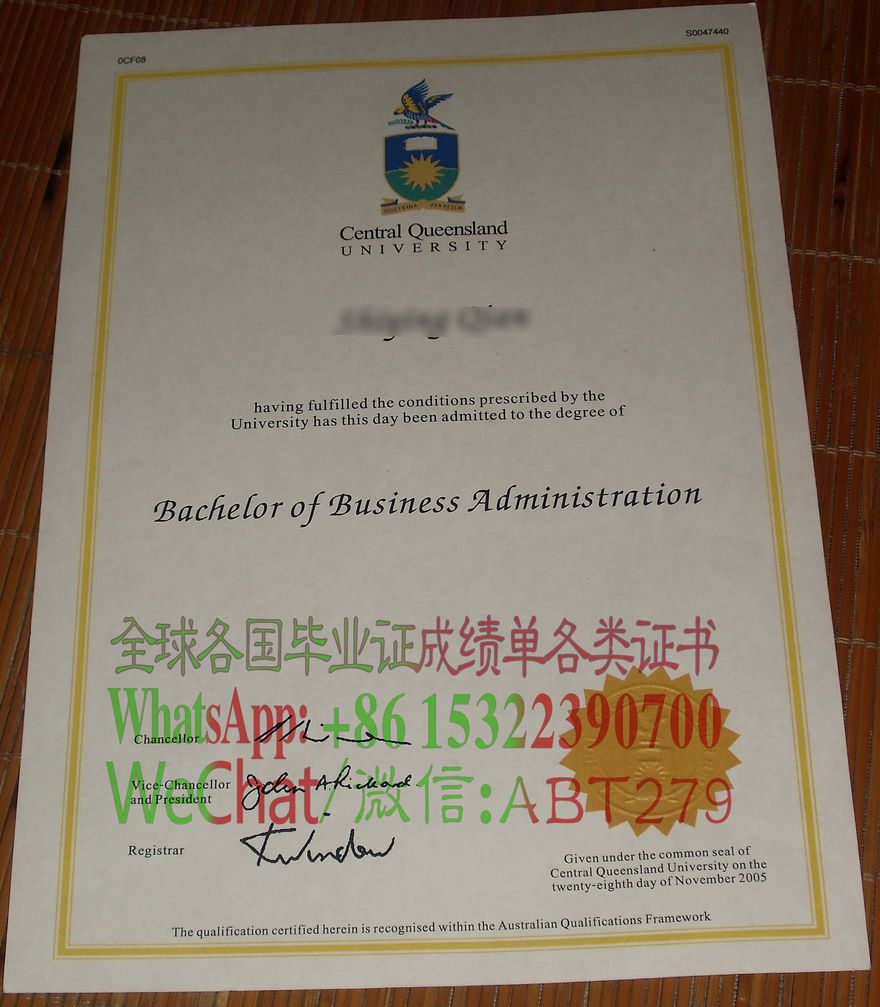 0CF08
S0047440
DOCTRINA PERPETUA
Central Queensland
UNIVERSITY
having fulfilled the conditions prescribed by the
University has this day been admitted to the degree of
Bachelor of Business Administration
全球各国毕业证成绩单各类证书
WhatsApp: +86 15322390700
Chancellor
WeChat/微信:ABT279
Vice-Chancellor
and President
John A Rickard
Registrar
Given under the common seal of
Central Queensland University on the
twenty-eighth day of November 2005
The qualification certified herein is recognised within the Australian Qualifications Framework